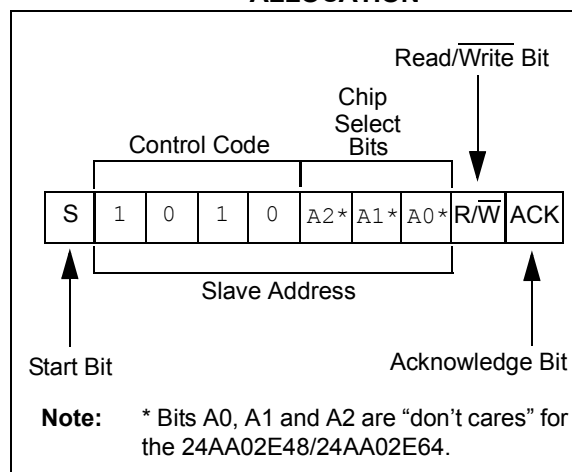 Read/Write Bit
Chip
Select
Bits
Control Code
S 1 0 1 0 A2* A1* A0* R/W ACK
Slave Address
Start Bit
Acknowledge Bit
Note: * Bits A0, A1 and A2 are “don’t cares” for
the 24AA02E48/24AA02E64.